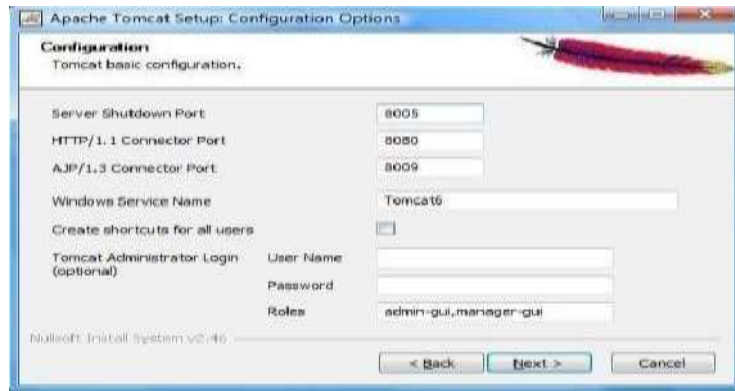 Apache Tomcat Setup: Configuration Options
Configuration
Tomcat basic configuration.
Server Shutdown Port 8005
HTTP/1.1 Connector Port 8080
AJP/1.3 Connector Port 8009
Windows Service Name Tomcat6
Create shortcuts for all users
Tomcat Administrator Login (optional) User Name
Password
Roles admin-gui,manager-gui
Nullsoft Install System v2.46
< Back Next > Cancel